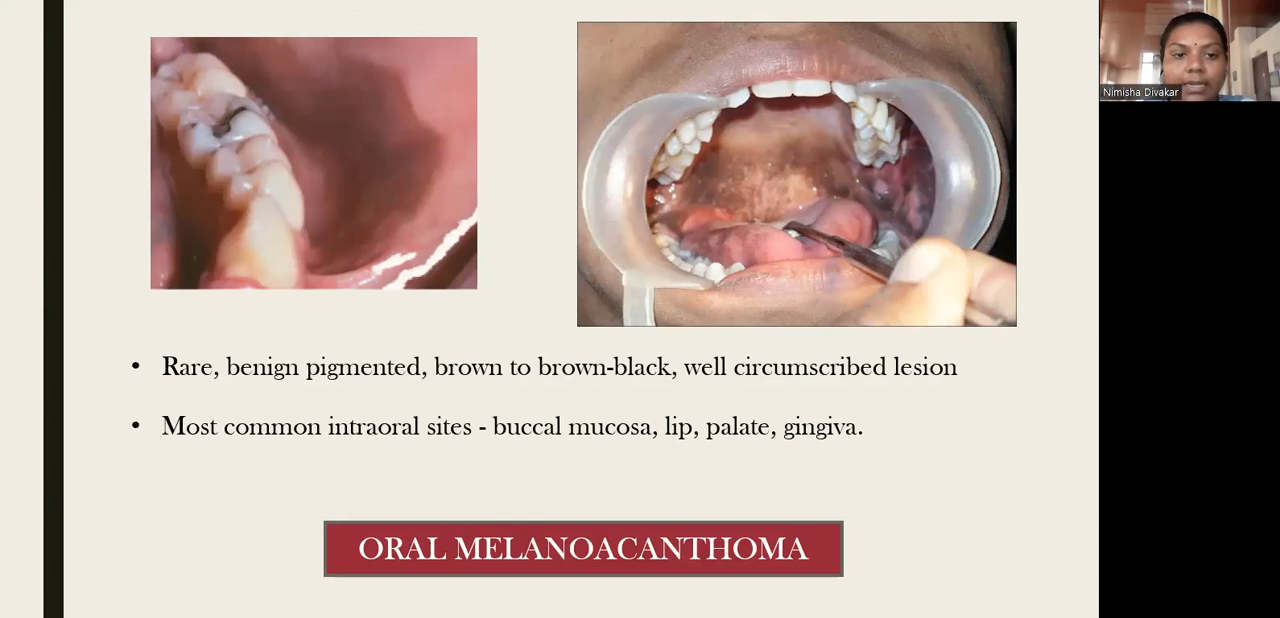 Nimisha Divakar
• Rare, benign pigmented, brown to brown-black, well circumscribed lesion
• Most common intraoral sites - buccal mucosa, lip, palate, gingiva.
ORAL MELANOACANTHOMA